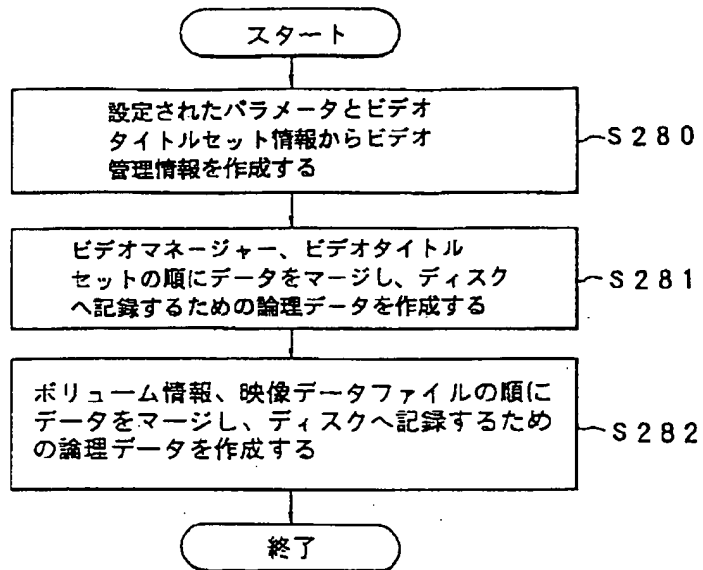 スタート
設定されたパラメータとビデオ
タイトルセット情報からビデオ
管理情報を作成する
S280
ビデオマネージャー、ビデオタイトル
セットの順にデータをマージし、ディスク
へ記録するための論理データを作成する
S281
ボリューム情報、映像データファイルの順に
データをマージし、ディスクへ記録するため
の論理データを作成する
S282
終了